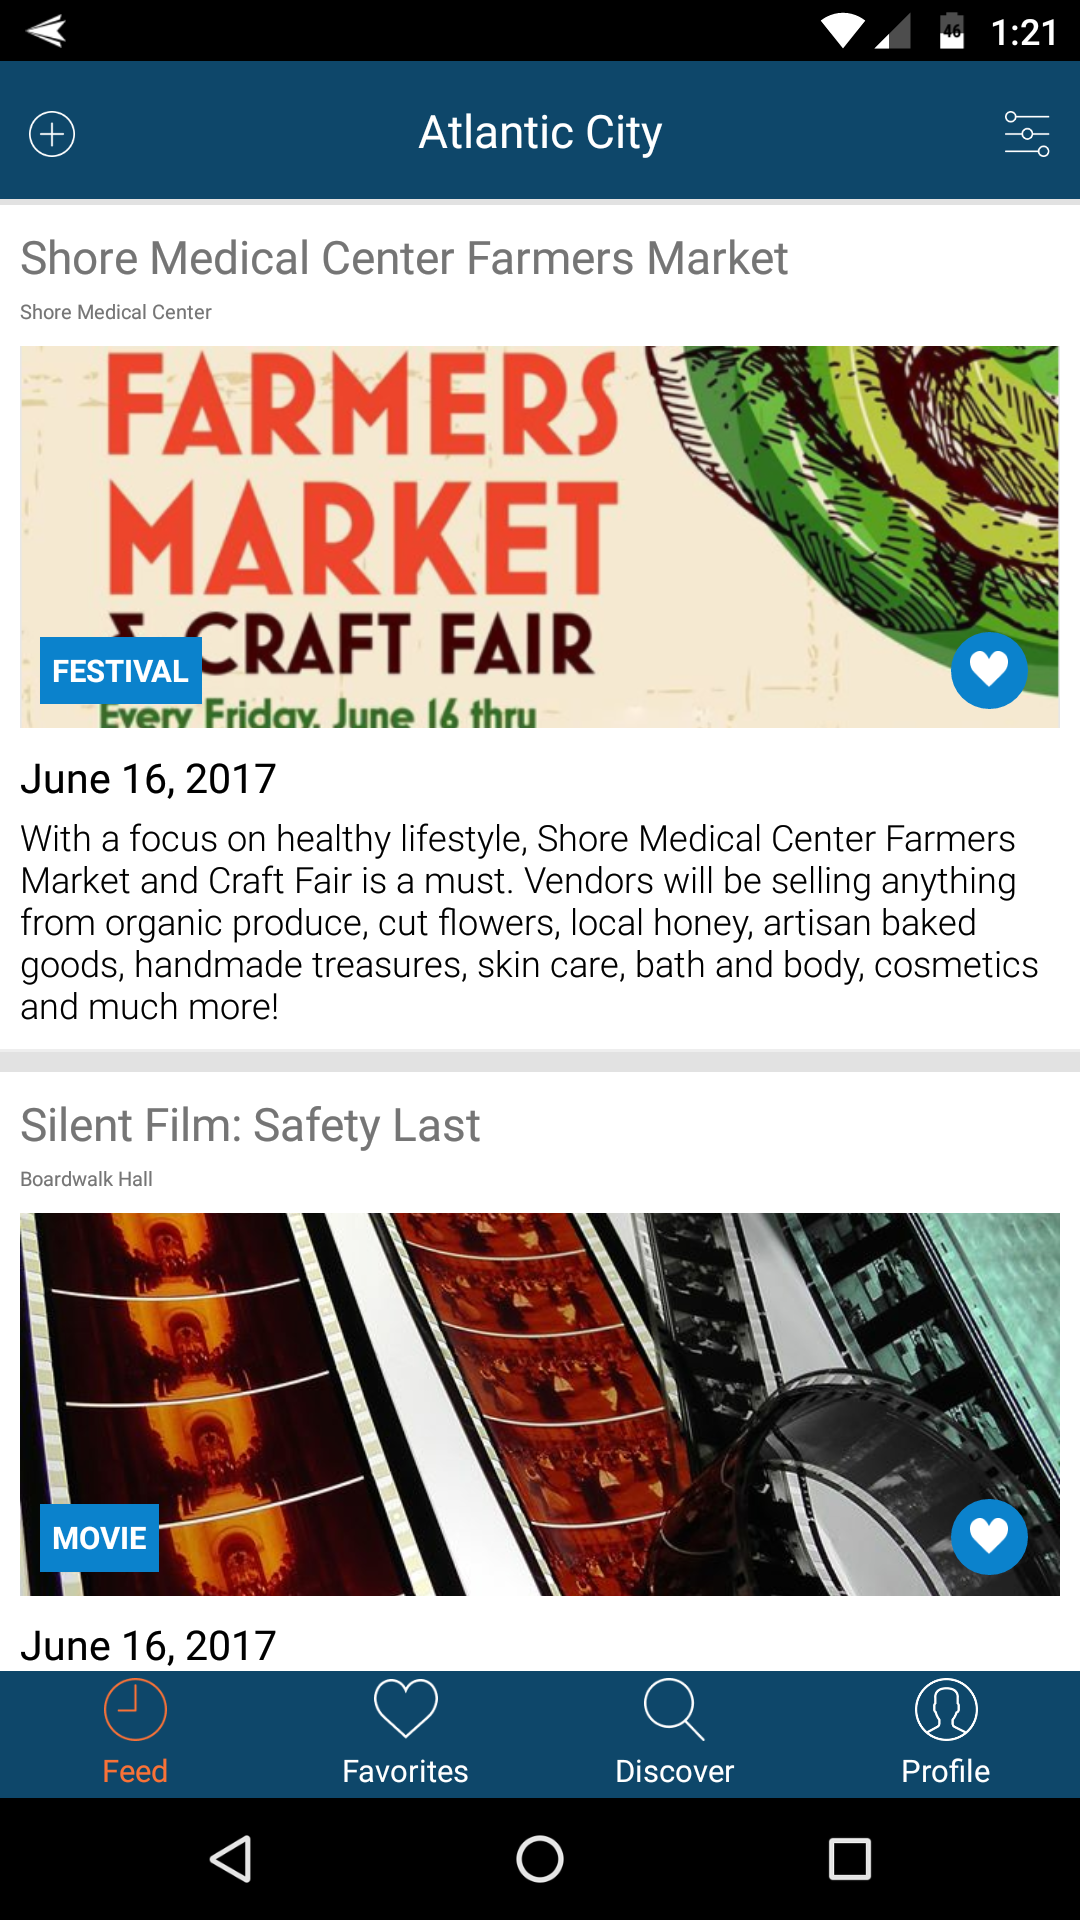 46 1:21
Atlantic City
Shore Medical Center Farmers Market
Shore Medical Center
FARMERS
MARKET
& CRAFT FAIR
FESTIVAL
Every Friday, June 16 thru
June 16, 2017
With a focus on healthy lifestyle, Shore Medical Center Farmers
Market and Craft Fair is a must. Vendors will be selling anything
from organic produce, cut flowers, local honey, artisan baked
goods, handmade treasures, skin care, bath and body, cosmetics
and much more!
Silent Film: Safety Last
Boardwalk Hall
MOVIE
June 16, 2017
Feed
Favorites
Discover
Profile